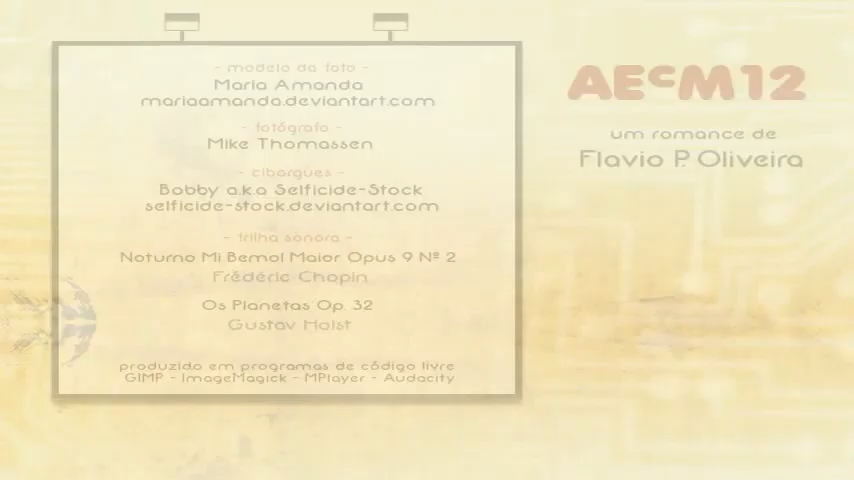 - modelo da foto -
Maria Amanda
mariaamanda.deviantart.com
- fotógrafo -
Mike Thomassen
- ciborgues -
Bobby a.k.a Selficide-Stock
selficide-stock.deviantart.com
- trilha sonora -
Noturno Mi Bemol Maior Opus 9 Nº 2
Frédéric Chopin
Os Planetas Op. 32
Gustav Holst
produzido em programas de código livre
GIMP - ImageMagick - MPlayer - Audacity
AEcM12
um romance de
Flavio P. Oliveira